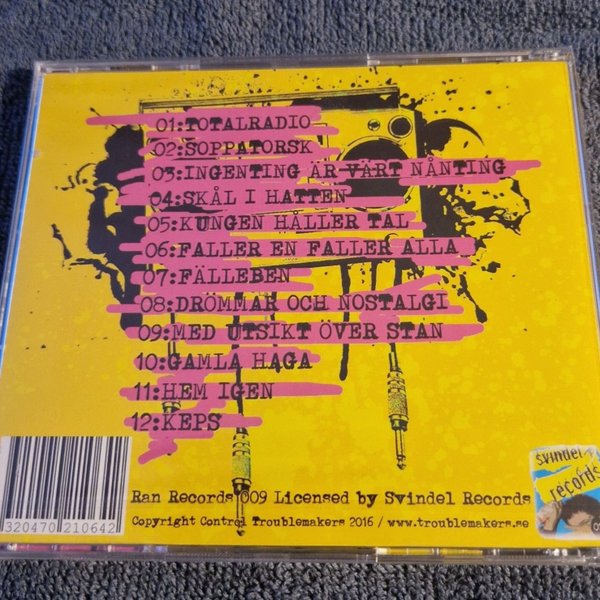 01:TOTALRADIO
02:SOPPATORSK
03:INGENTING ÄR VÄRT NÅNTING
04:SKÅL I HATTEN
05:KUNGEN HÅLLER TAL
06:FALLER EN FALLER ALLA
07:FÄLLEBEN
08:DRÖMMAR OCH NOSTALGI
09:MED UTSIKT ÖVER STAN
10:GAMLA HAGA
11:HEM IGEN
12:KEPS
320470 210642
svindel records
Ran Records 009 Licensed by Svindel Records
Copyright Control Troublemakers 2016 / www.troublemakers.se